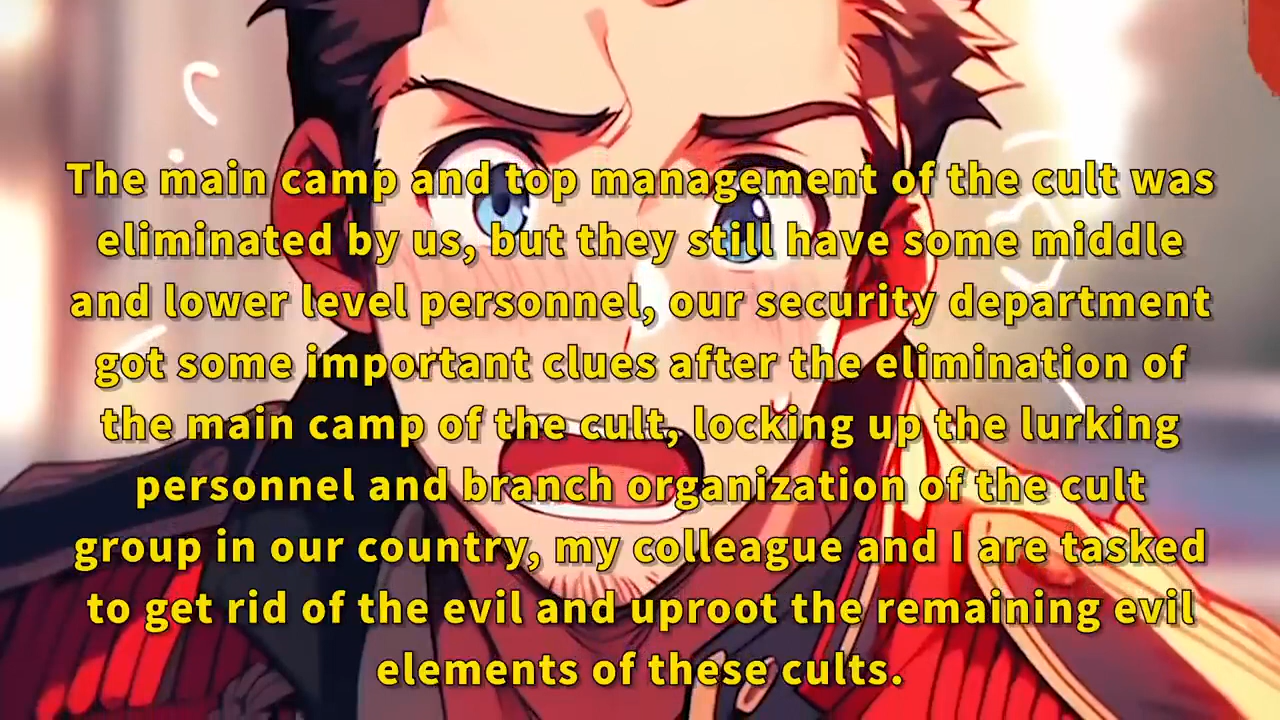 The main camp and top management of the cult was
eliminated by us, but they still have some middle
and lower level personnel, our security department
got some important clues after the elimination of
the main camp of the cult, locking up the lurking
personnel and branch organization of the cult
group in our country, my colleague and I are tasked
to get rid of the evil and uproot the remaining evil
elements of these cults.